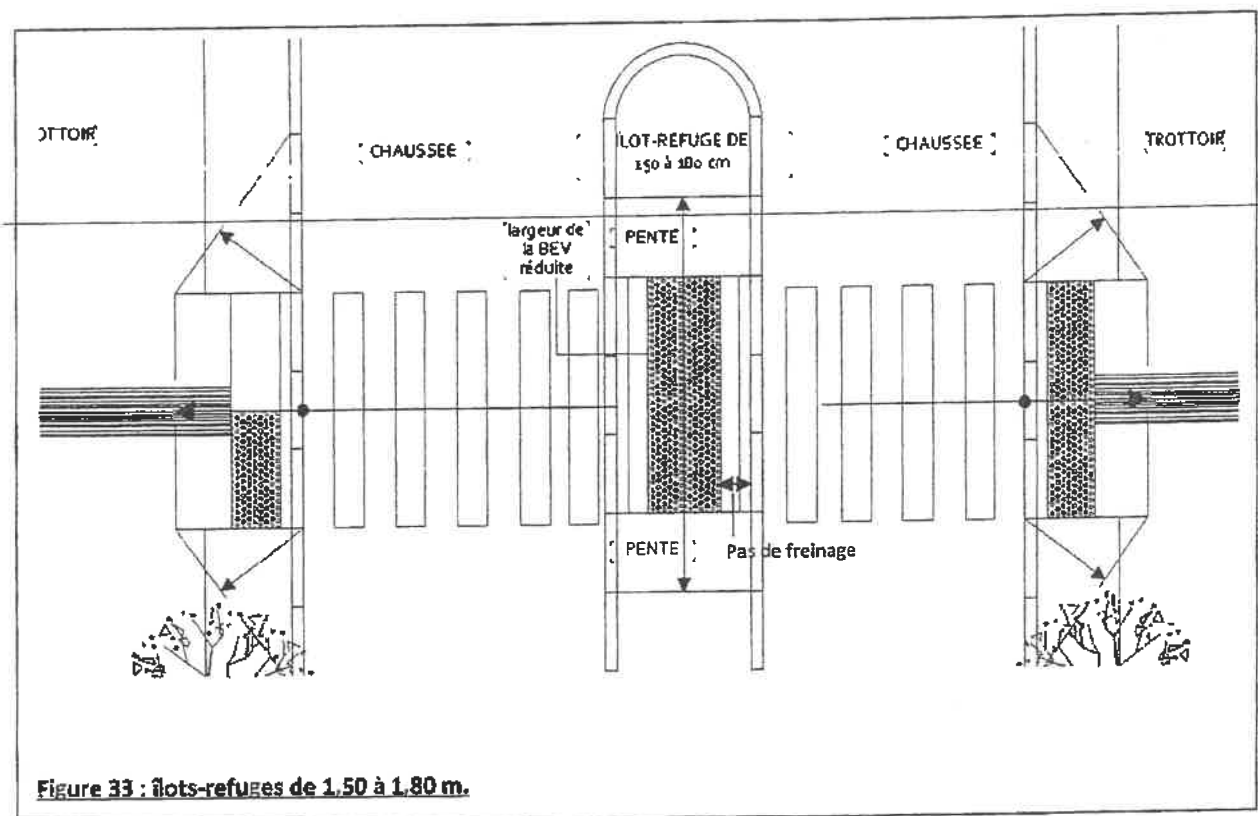 OTTOIR
CHAUSSEE
ILOT-REFUGE DE
150 à 180 cm
CHAUSSEE
TROTTOIR
largeur de
la BEV
réduite
PENTE
PENTE
Pas de freinage
Figure 33 : îlots-refuges de 1,50 à 1,80 m.